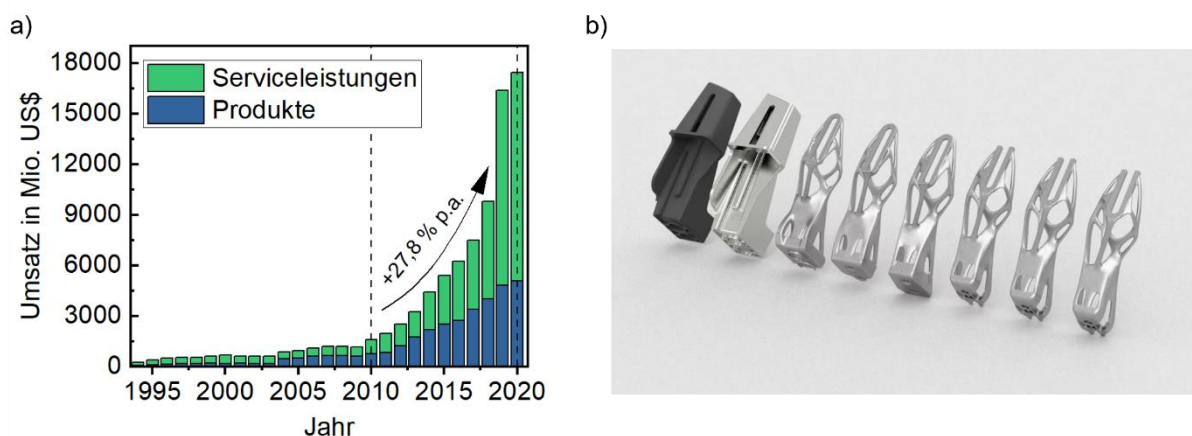 a)
b)
Umsatz in Mio. US$
18000
15000
12000
9000
6000
3000
0
Serviceleistungen
Produkte
+27,8 % p.a.
1995
2000
2005
2010
2015
2020
Jahr